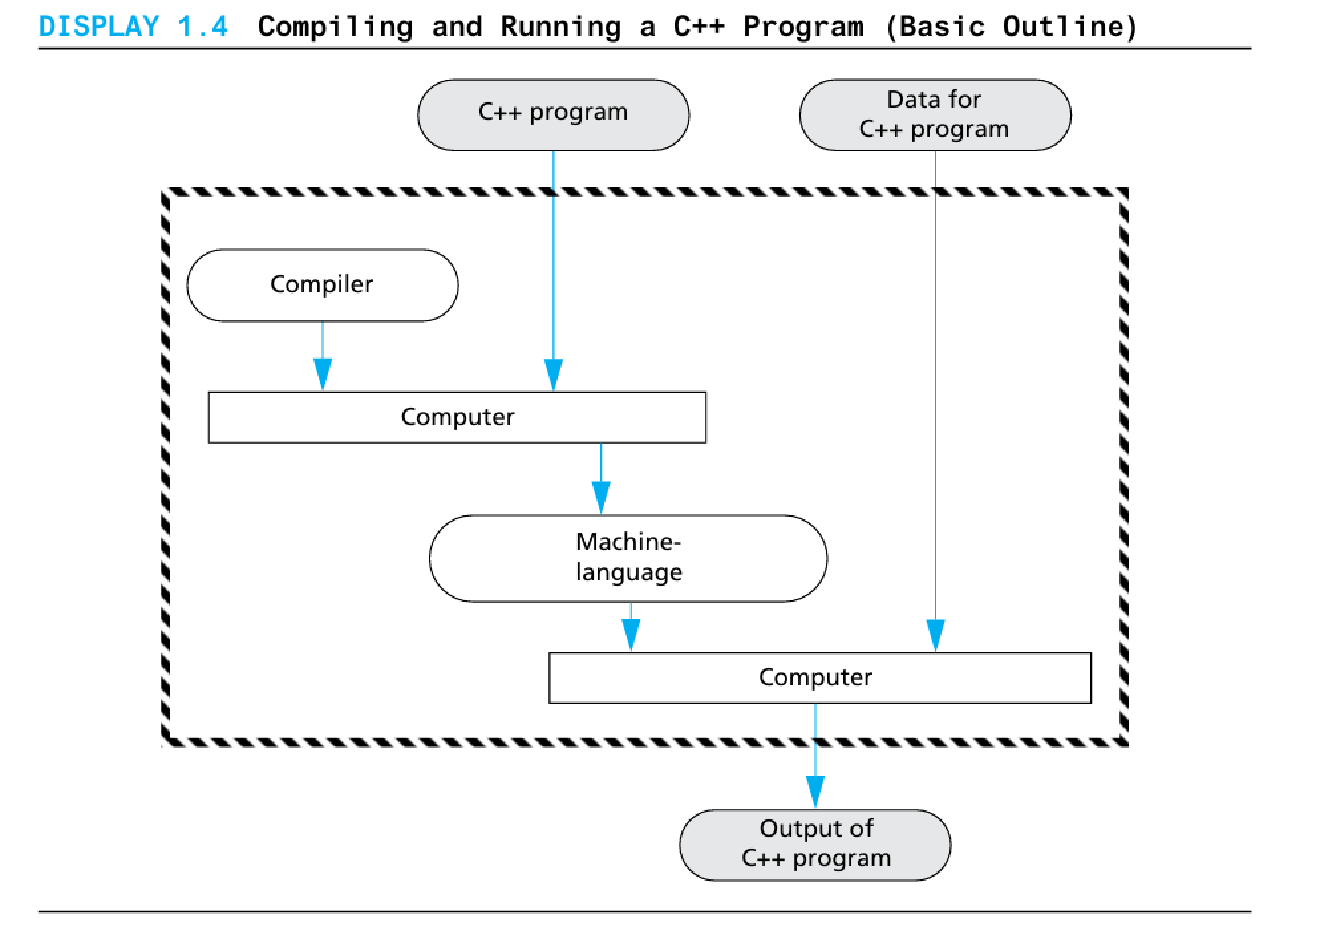 DISPLAY 1.4 Compiling and Running a C++ Program (Basic Outline)
C++ program
Data for
C++ program
Compiler
Computer
Machine-
language
Computer
Output of
C++ program